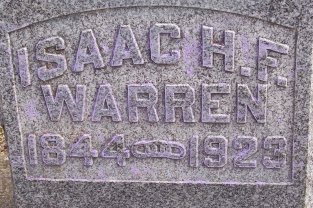 ISAAC H.F.
WARREN
1844 1923